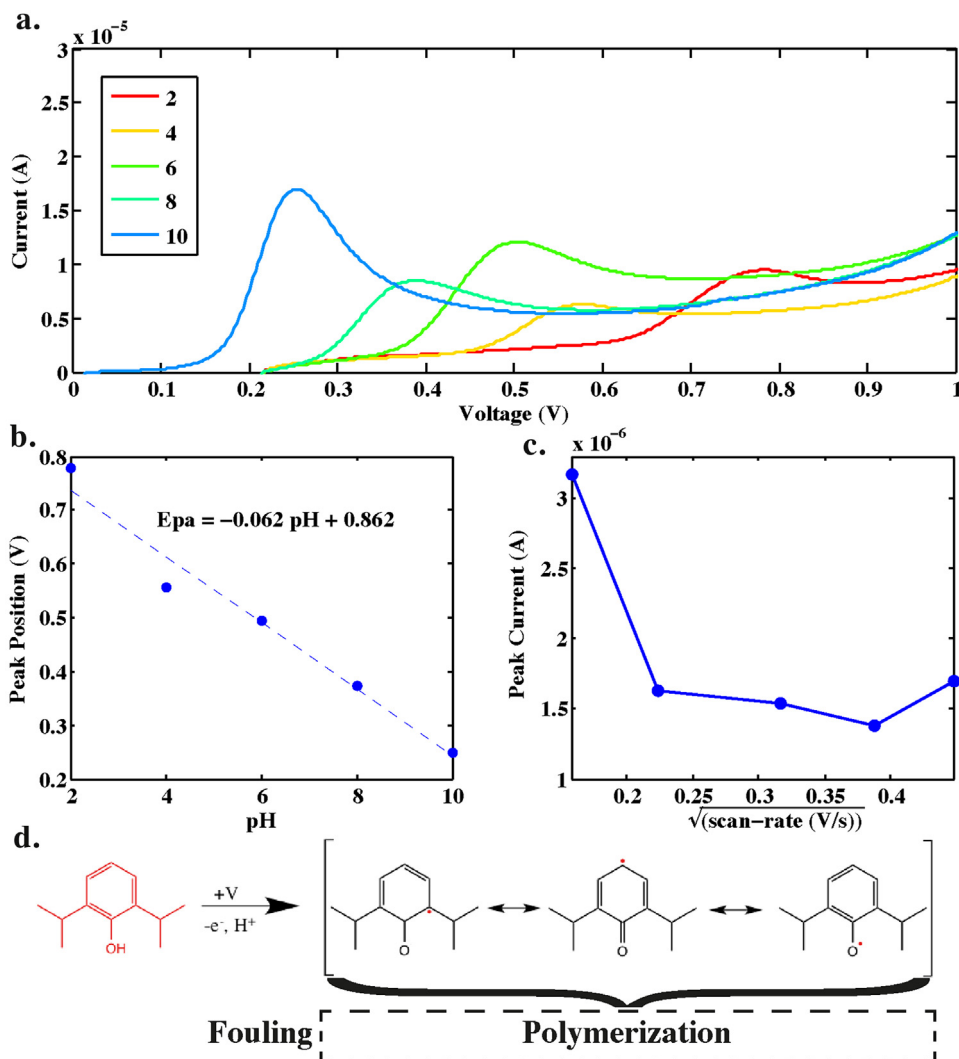 a.
x 10⁻⁵
3
2.5
2
1.5
1
0.5
0
Current (A)
2
4
6
8
10
0 0.1 0.2 0.3 0.4 0.5 0.6 0.7 0.8 0.9 1
Voltage (V)
b.
0.8
0.7
0.6
0.5
0.4
0.3
0.2
Peak Position (V)
Epa = −0.062 pH + 0.862
2 4 6 8 10
pH
c.
x 10⁻⁶
3
2.5
2
1.5
1
Peak Current (A)
0.2 0.25 0.3 0.35 0.4
√(scan−rate (V/s))
d.
OH
+V
-e⁻, H⁺
O
O
O
Fouling
Polymerization